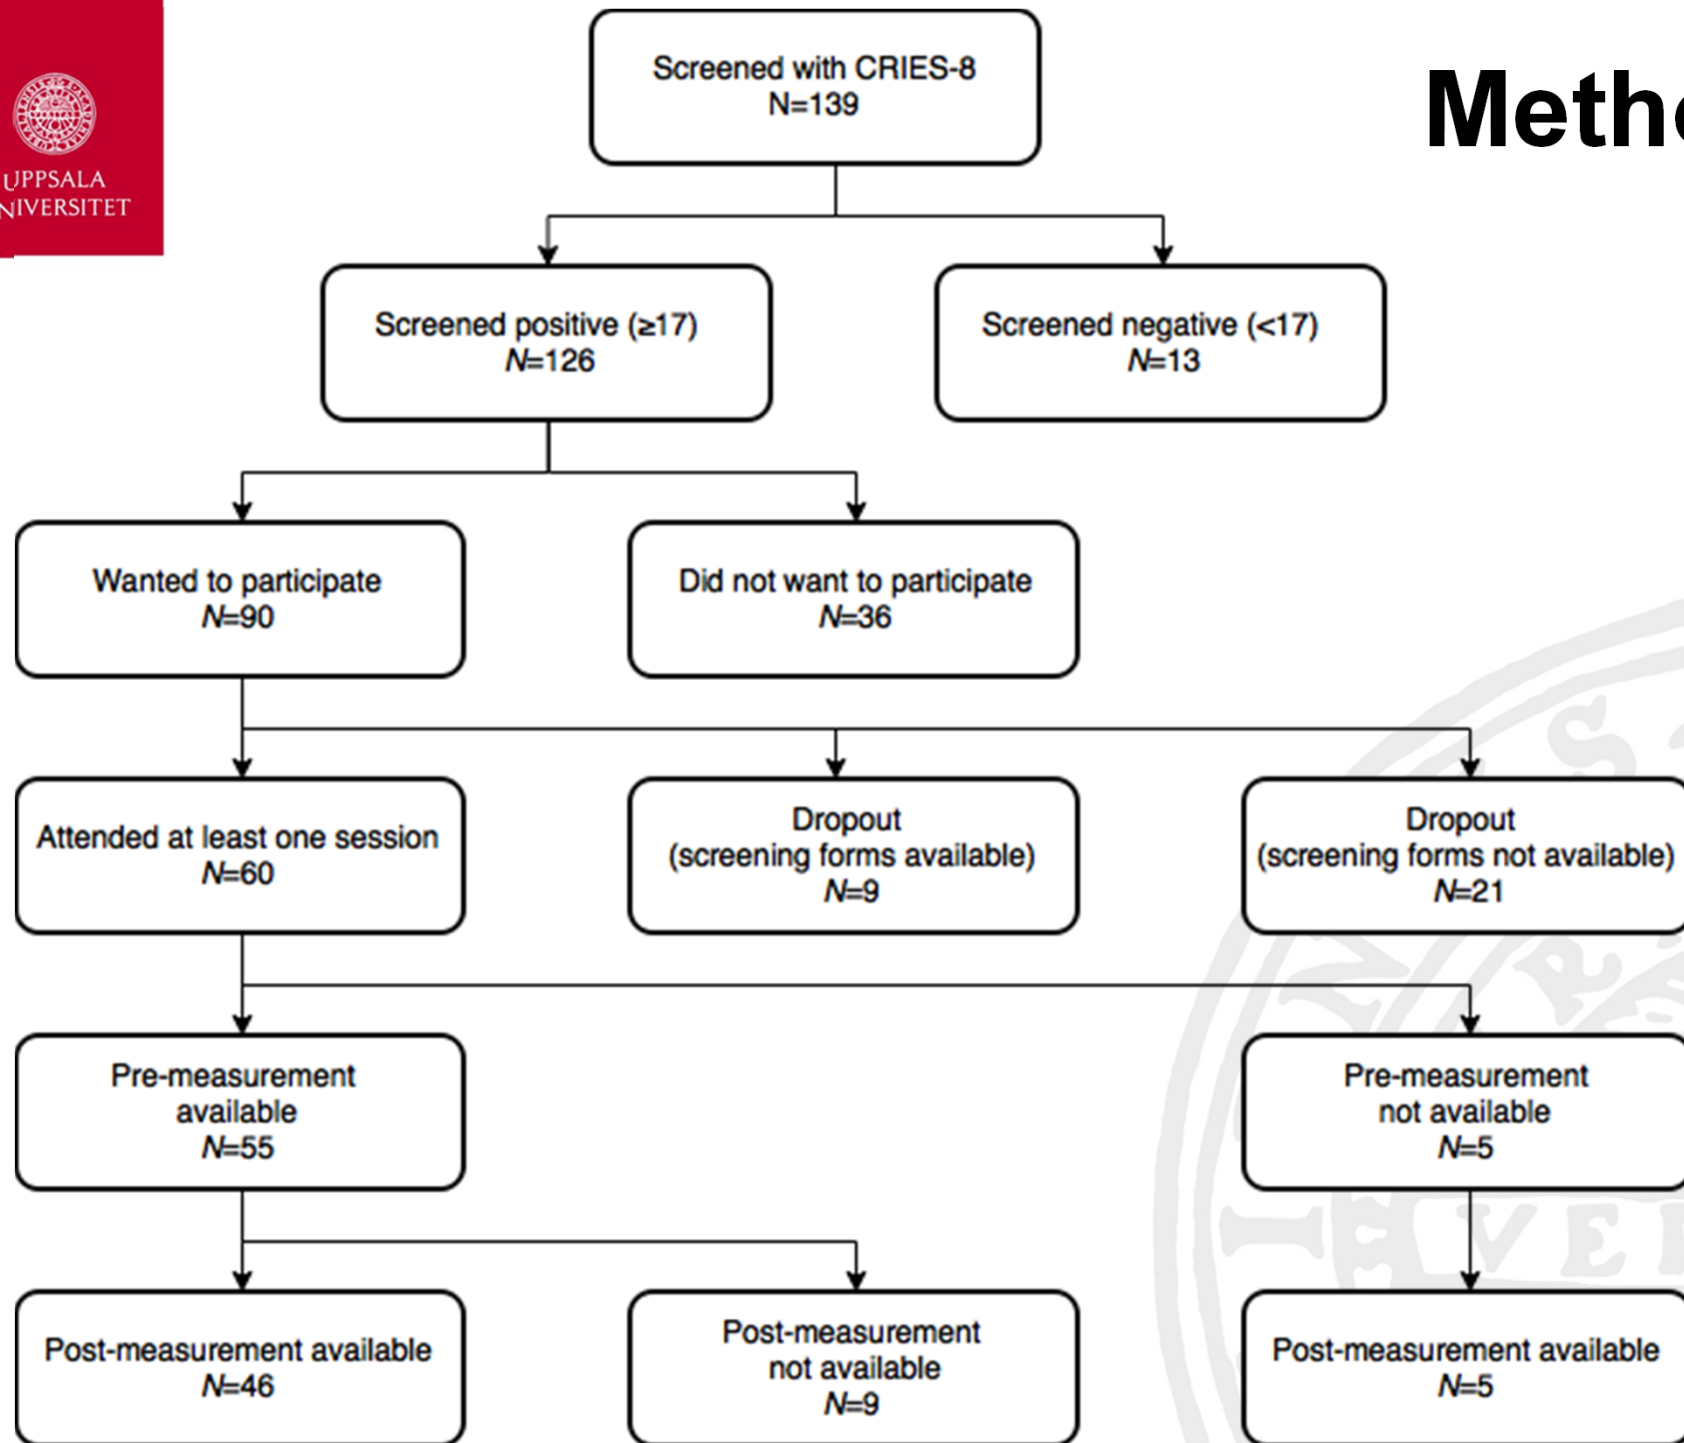 UPPSALA
NIVERSITET
Screened with CRIES-8
N=139
Metho
Screened positive (≥17)
N=126
Screened negative (<17)
N=13
Wanted to participate
N=90
Did not want to participate
N=36
Attended at least one session
N=60
Dropout
(screening forms available)
N=9
Dropout
(screening forms not available)
N=21
Pre-measurement
available
N=55
Pre-measurement
not available
N=5
Post-measurement available
N=46
Post-measurement
not available
N=9
Post-measurement available
N=5